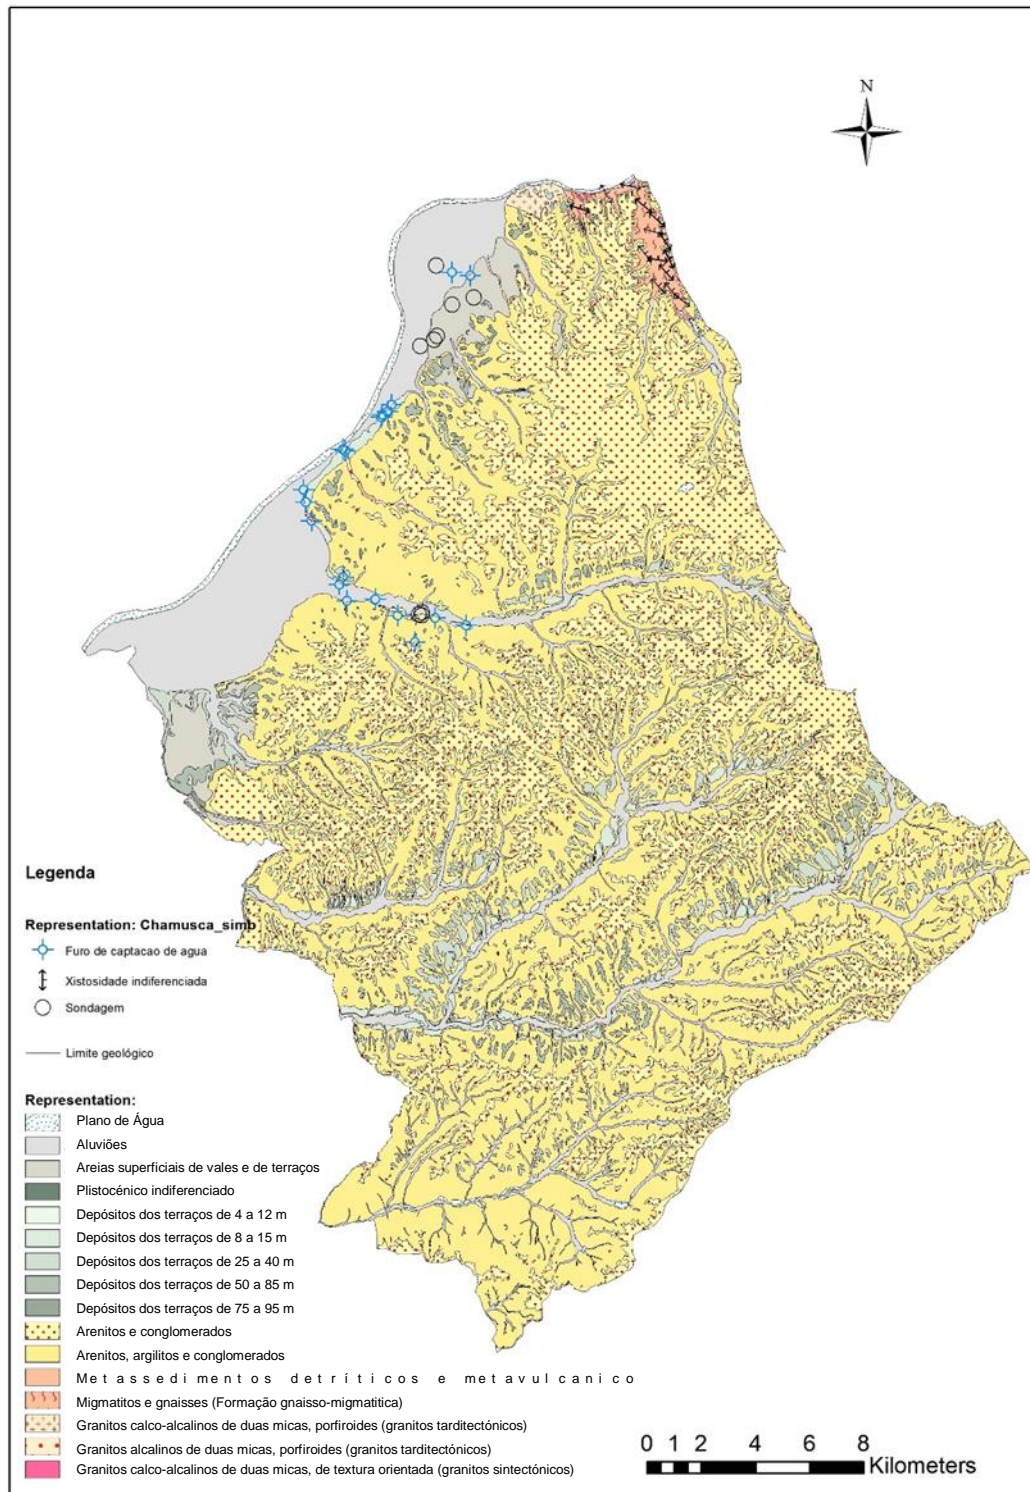 N
Legenda
Representation: Chamusca_simb
Furo de captacao de agua
Xistosidade indiferenciada
Sondagem
Limite geológico
Representation:
Plano de Água
Aluviões
Areias superficiais de vales e de terraços
Plistocénico indiferenciado
Depósitos dos terraços de 4 a 12 m
Depósitos dos terraços de 8 a 15 m
Depósitos dos terraços de 25 a 40 m
Depósitos dos terraços de 50 a 85 m
Depósitos dos terraços de 75 a 95 m
Arenitos e conglomerados
Arenitos, argilitos e conglomerados
Metassedimentos detríticos e metavulcanico
Migmatitos e gnaisses (Formação gnaisso-migmatitica)
Granitos calco-alcalinos de duas micas, porfiroides (granitos tarditectónicos)
Granitos alcalinos de duas micas, porfiroides (granitos tarditectónicos)
Granitos calco-alcalinos de duas micas, de textura orientada (granitos sintectónicos)
0 1 2 4 6 8
Kilometers